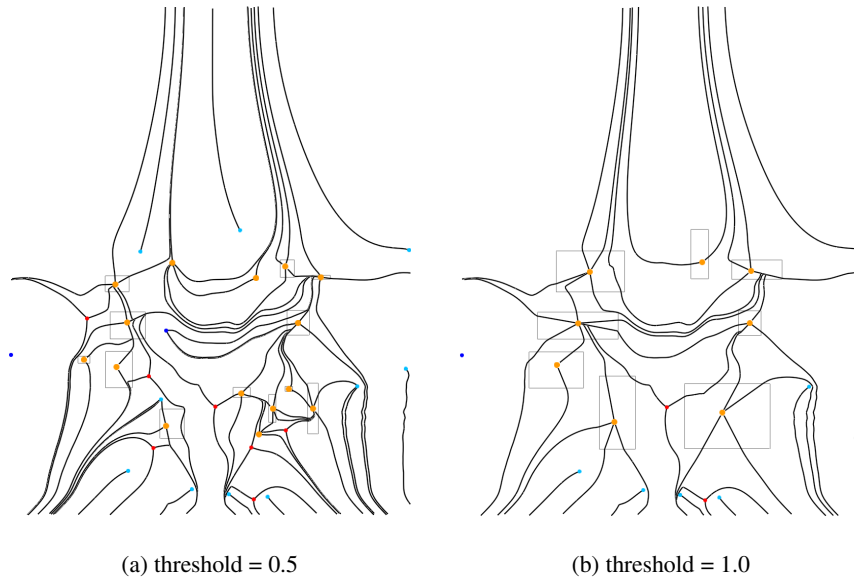 (a) threshold = 0.5
(b) threshold = 1.0